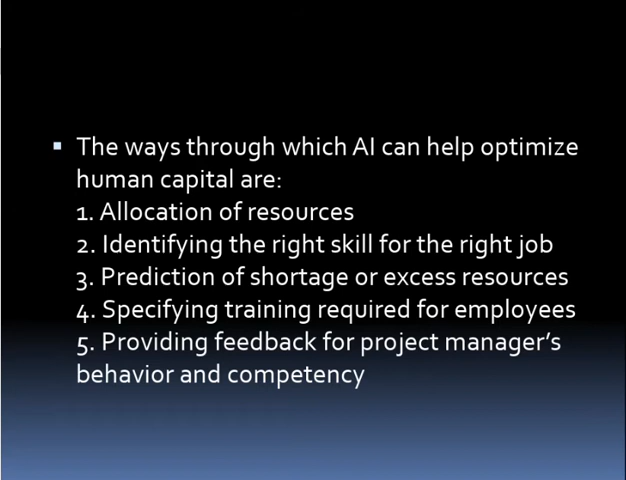 The ways through which AI can help optimize
human capital are:
1. Allocation of resources
2. Identifying the right skill for the right job
3. Prediction of shortage or excess resources
4. Specifying training required for employees
5. Providing feedback for project manager’s
behavior and competency